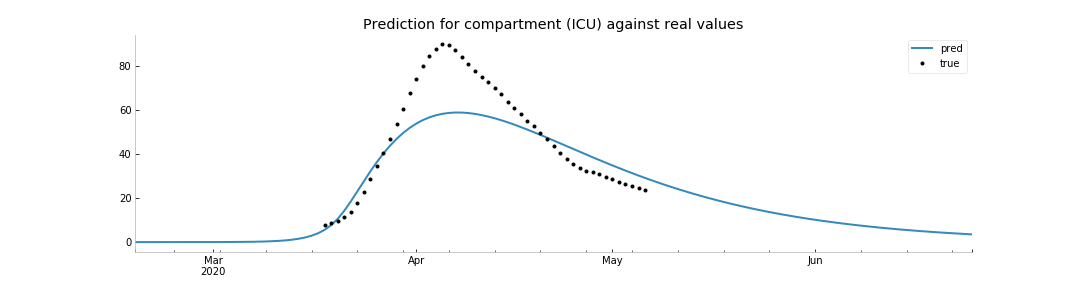 Prediction for compartment (ICU) against real values
pred
true
80
60
40
20
0
Mar
2020
Apr
May
Jun